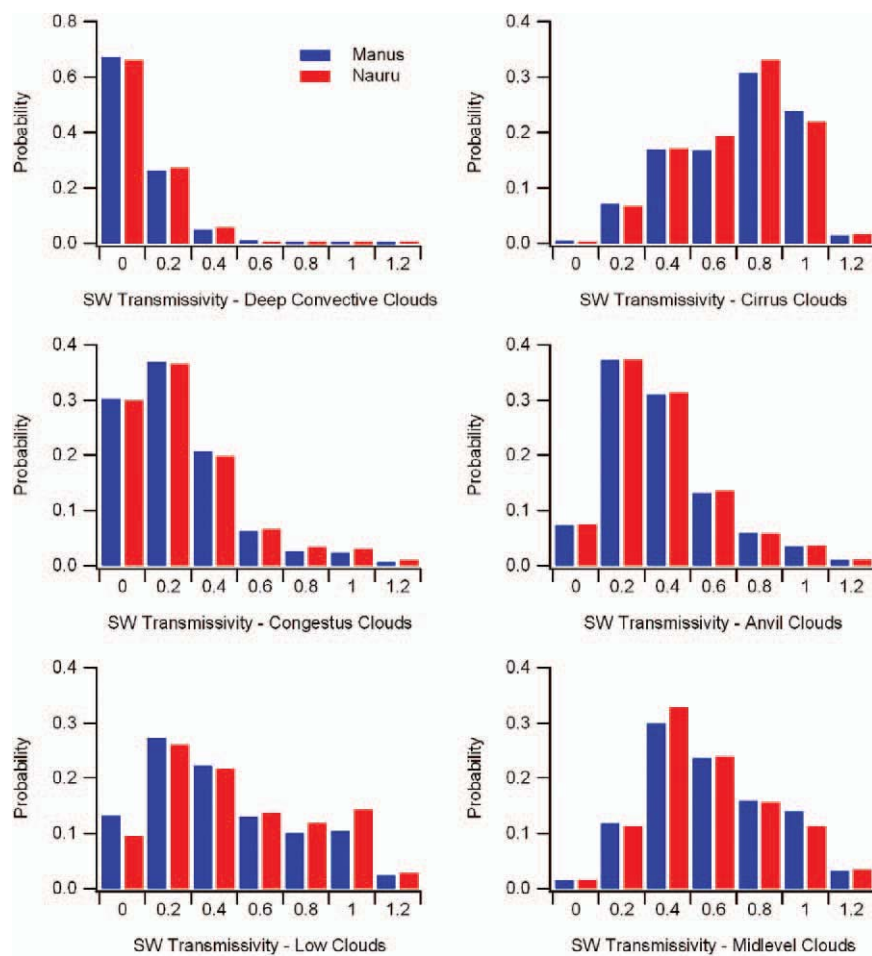 Manus
Nauru
Probability
0.8
0.6
0.4
0.2
0.0
0 0.2 0.4 0.6 0.8 1 1.2
SW Transmissivity - Deep Convective Clouds
Probability
0.4
0.3
0.2
0.1
0.0
0 0.2 0.4 0.6 0.8 1 1.2
SW Transmissivity - Cirrus Clouds
Probability
0.4
0.3
0.2
0.1
0.0
0 0.2 0.4 0.6 0.8 1 1.2
SW Transmissivity - Congestus Clouds
Probability
0.4
0.3
0.2
0.1
0.0
0 0.2 0.4 0.6 0.8 1 1.2
SW Transmissivity - Anvil Clouds
Probability
0.4
0.3
0.2
0.1
0.0
0 0.2 0.4 0.6 0.8 1 1.2
SW Transmissivity - Low Clouds
Probability
0.4
0.3
0.2
0.1
0.0
0 0.2 0.4 0.6 0.8 1 1.2
SW Transmissivity - Midlevel Clouds